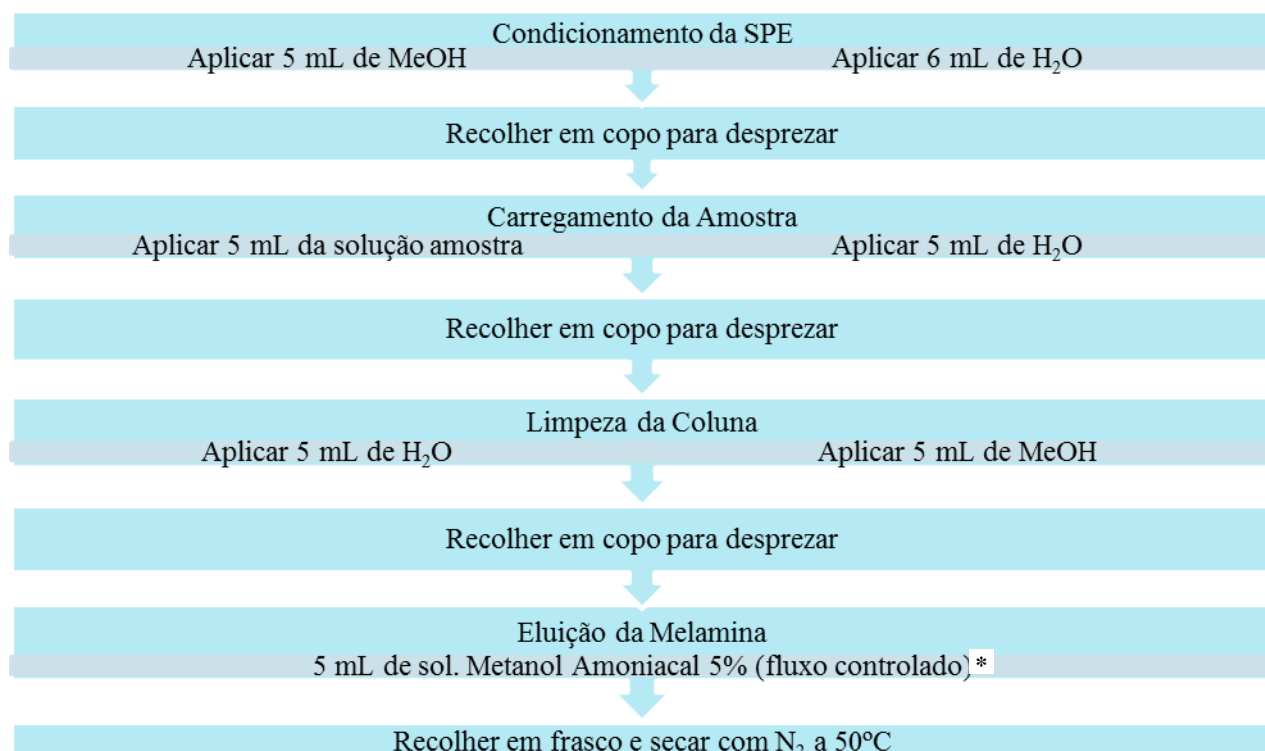 Condicionamento da SPE
Aplicar 5 mL de MeOH Aplicar 6 mL de H₂O
Recolher em copo para desprezar
Carregamento da Amostra
Aplicar 5 mL da solução amostra Aplicar 5 mL de H₂O
Recolher em copo para desprezar
Limpeza da Coluna
Aplicar 5 mL de H₂O Aplicar 5 mL de MeOH
Recolher em copo para desprezar
Eluição da Melamina
5 mL de sol. Metanol Amoniacal 5% (fluxo controlado)*
Recolher em frasco e secar com N₂ a 50ºC